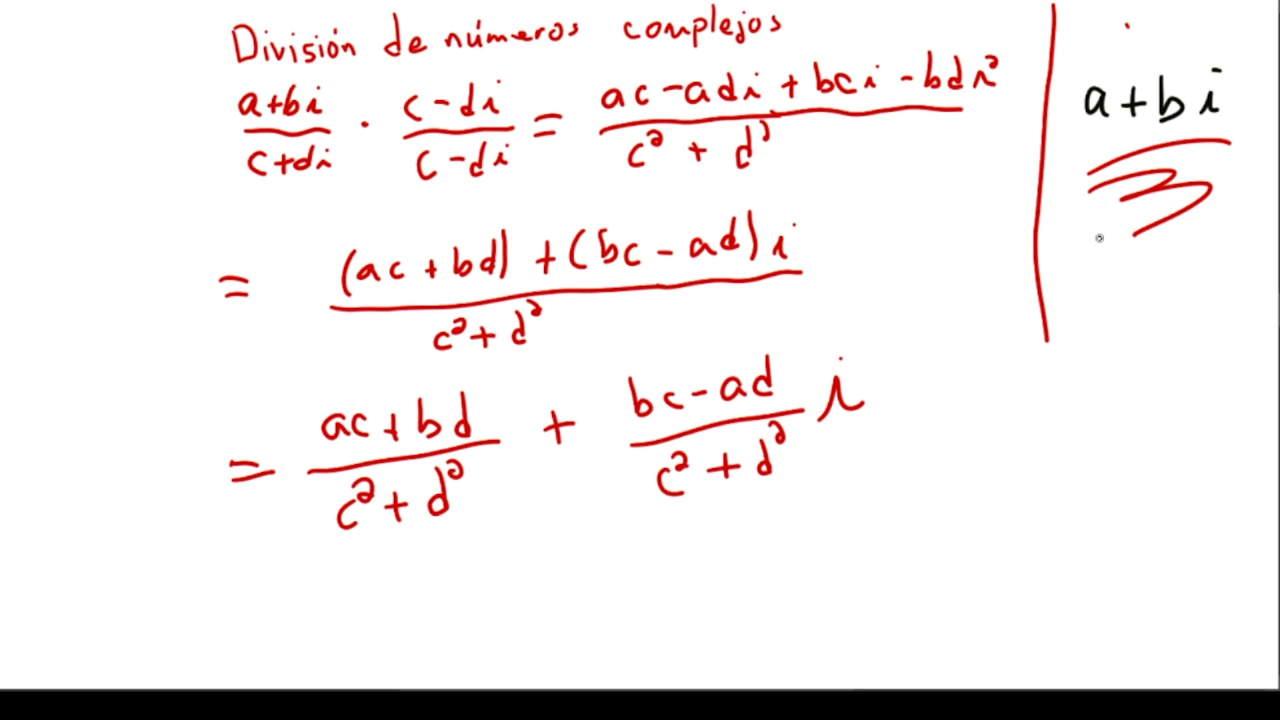 División de números complejos
a+bi / c+di · c-di / c-di = ac-adi+bci-bdi² / c²+d²
= (ac+bd)+(bc-ad)i / c²+d²
= ac+bd / c²+d² + bc-ad / c²+d² i
a+bi